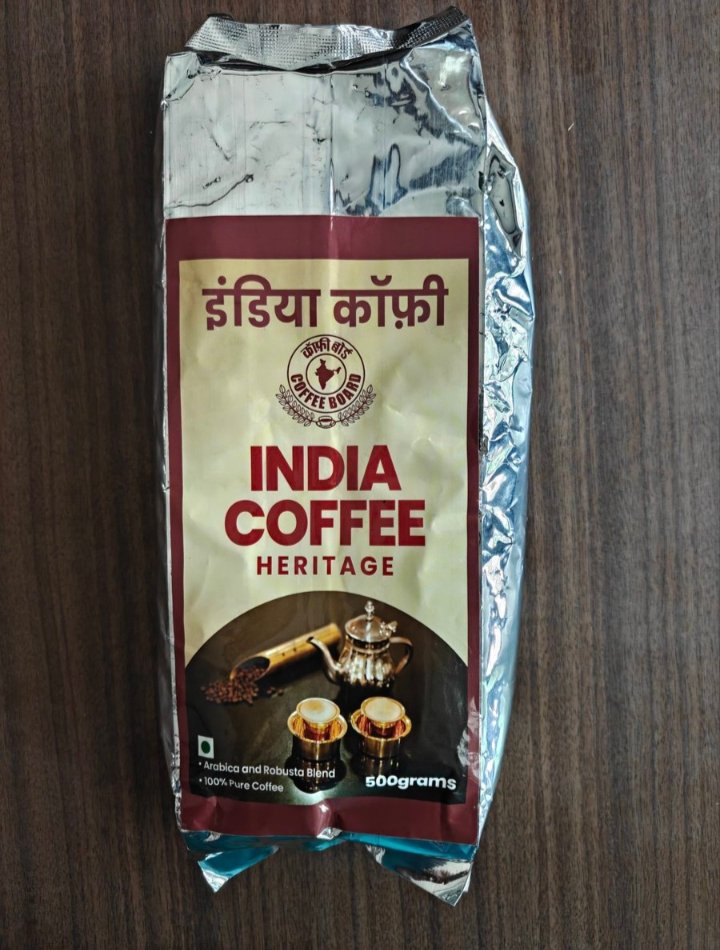 इंडिया कॉफ़ी
कॉफी बोर्ड
COFFEE BOARD
INDIA
COFFEE
HERITAGE
• Arabica and Robusta Blend
• 100% Pure Coffee
500grams